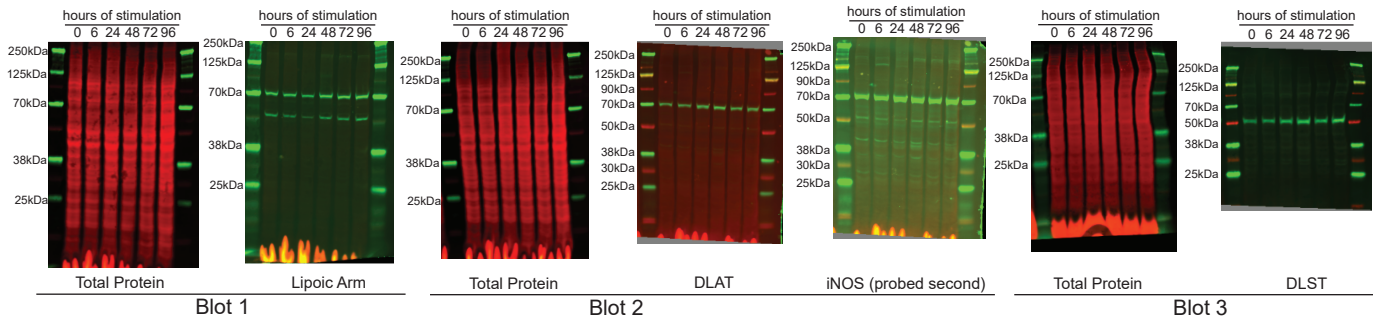 hours of stimulation
0 6 24 48 72 96
250kDa
125kDa
70kDa
38kDa
25kDa
Total Protein
hours of stimulation
0 6 24 48 72 96
250kDa
125kDa
70kDa
38kDa
25kDa
Lipoic Arm
Blot 1
hours of stimulation
0 6 24 48 72 96
250kDa
125kDa
70kDa
38kDa
25kDa
Total Protein
hours of stimulation
0 6 24 48 72 96
250kDa
125kDa
90kDa
70kDa
50kDa
38kDa
30kDa
25kDa
DLAT
hours of stimulation
0 6 24 48 72 96
250kDa
125kDa
90kDa
70kDa
50kDa
38kDa
30kDa
25kDa
iNOS (probed second)
Blot 2
hours of stimulation
0 6 24 48 72 96
250kDa
125kDa
70kDa
38kDa
25kDa
Total Protein
hours of stimulation
0 6 24 48 72 96
250kDa
125kDa
70kDa
50kDa
38kDa
25kDa
DLST
Blot 3